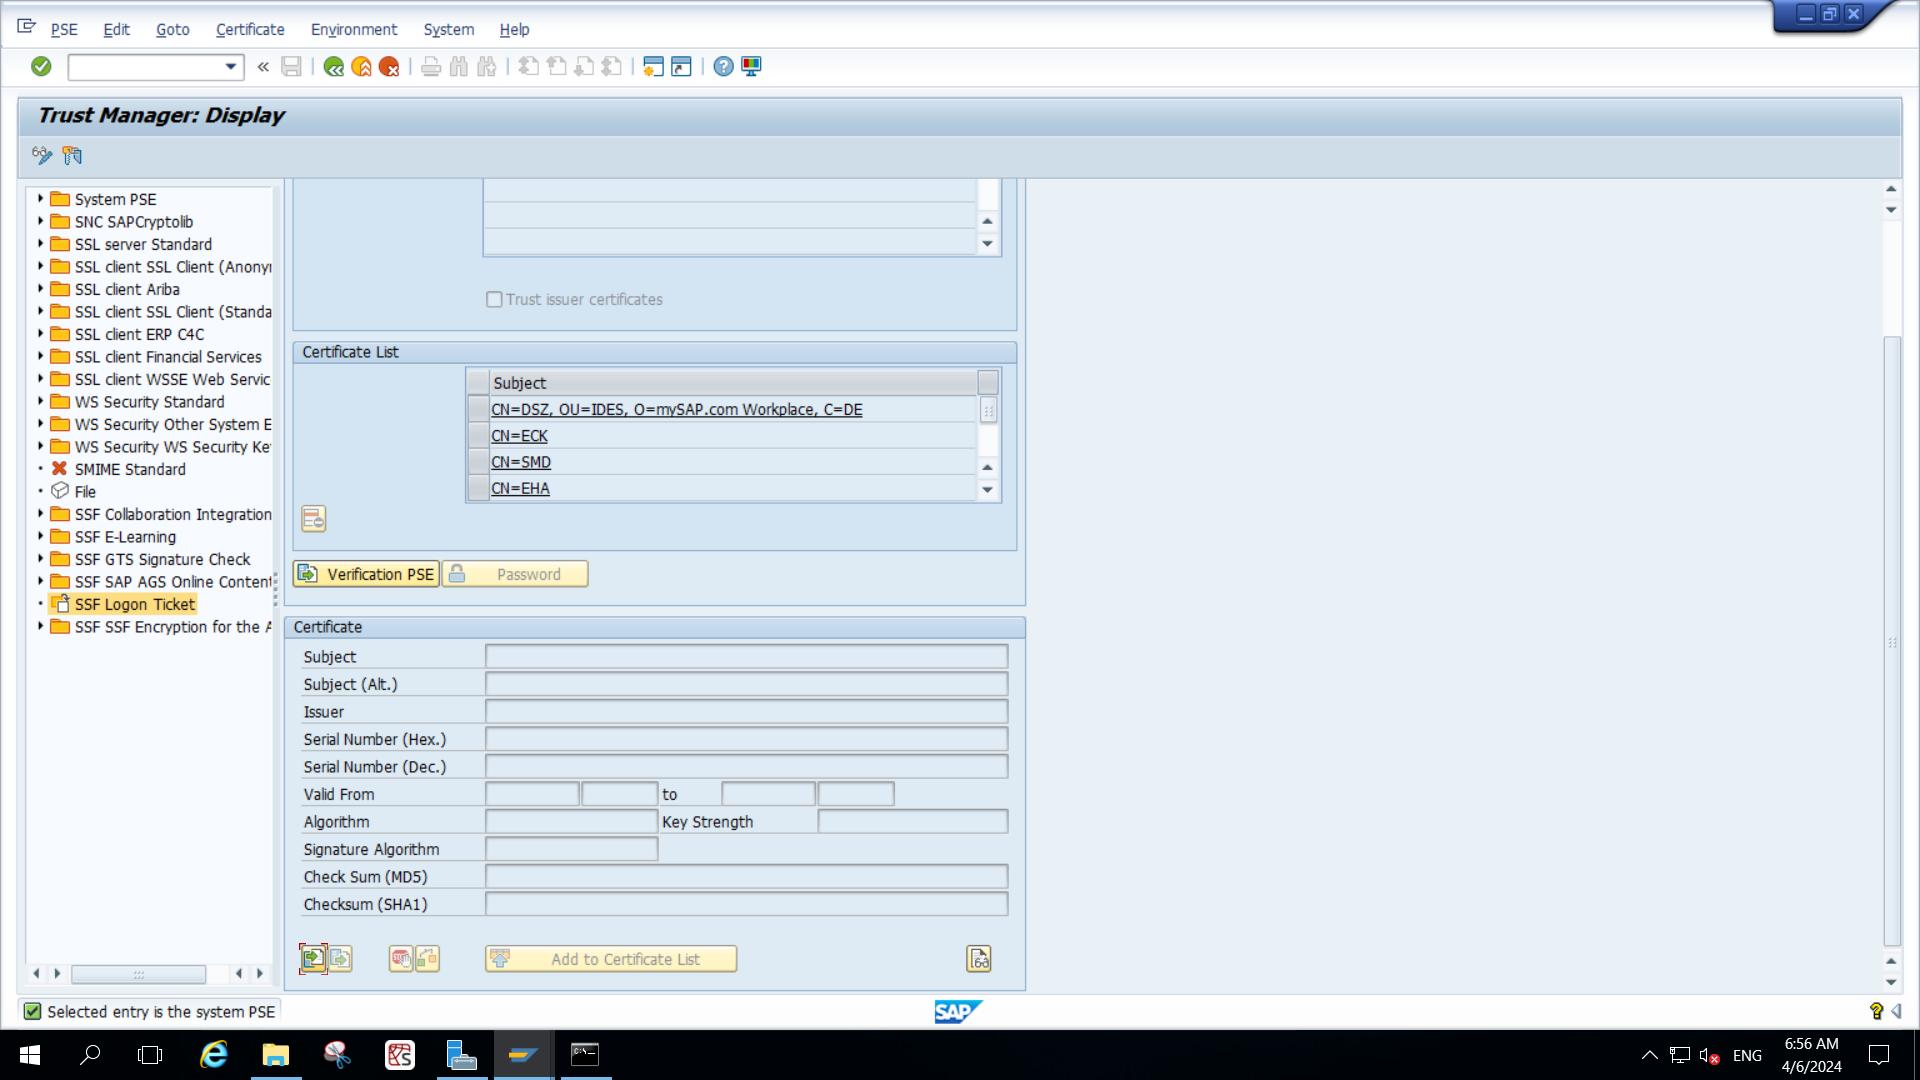 PSE Edit Goto Certificate Environment System Help
Trust Manager: Display
System PSE
SNC SAPCryptolib
SSL server Standard
SSL client SSL Client (Anony
SSL client Ariba
SSL client SSL Client (Standa
SSL client ERP C4C
SSL client Financial Services
SSL client WSSE Web Servic
WS Security Standard
WS Security Other System E
WS Security WS Security Ke
SMIME Standard
File
SSF Collaboration Integration
SSF E-Learning
SSF GTS Signature Check
SSF SAP AGS Online Content
SSF Logon Ticket
SSF SSF Encryption for the A
Trust issuer certificates
Certificate List
Subject
CN=DSZ, OU=IDES, O=mySAP.com Workplace, C=DE
CN=ECK
CN=SMD
CN=EHA
Verification PSE Password
Certificate
Subject
Subject (Alt.)
Issuer
Serial Number (Hex.)
Serial Number (Dec.)
Valid From to
Algorithm Key Strength
Signature Algorithm
Check Sum (MD5)
Checksum (SHA1)
Add to Certificate List
Selected entry is the system PSE
SAP
ENG
6:56 AM
4/6/2024